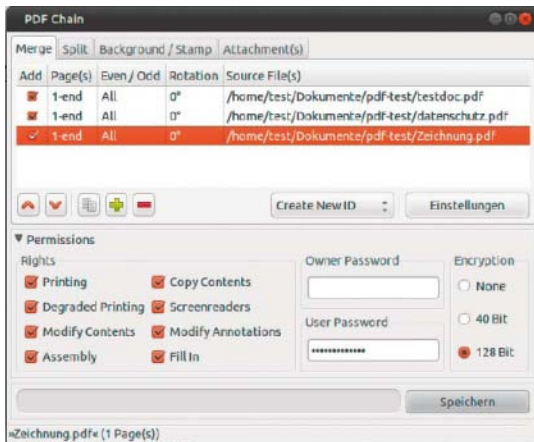 PDF Chain
Merge Split Background / Stamp Attachment(s)
Add Page(s) Even / Odd Rotation Source File(s)
1-end All 0° /home/test/Dokumente/pdf-test/testdoc.pdf
1-end All 0° /home/test/Dokumente/pdf-test/datenschutz.pdf
1-end All 0° /home/test/Dokumente/pdf-test/Zeichnung.pdf
Create New ID Einstellungen
Permissions
Rights Owner Password Encryption
Printing Copy Contents None
Degraded Printing Screenreaders 40 Bit
Modify Contents Modify Annotations User Password
Assembly Fill In ••••••••••••• 128 Bit
Speichern
»Zeichnung.pdf« (1 Page(s))